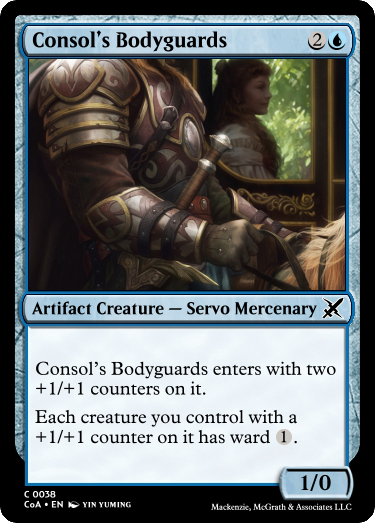 Consol's Bodyguards 2
Artifact Creature — Servo Mercenary
Consol's Bodyguards enters with two
+1/+1 counters on it.
Each creature you control with a
+1/+1 counter on it has ward 1.
1/0
C 0038
CoA • EN YIN YUMING
Mackenzie, McGrath & Associates LLC